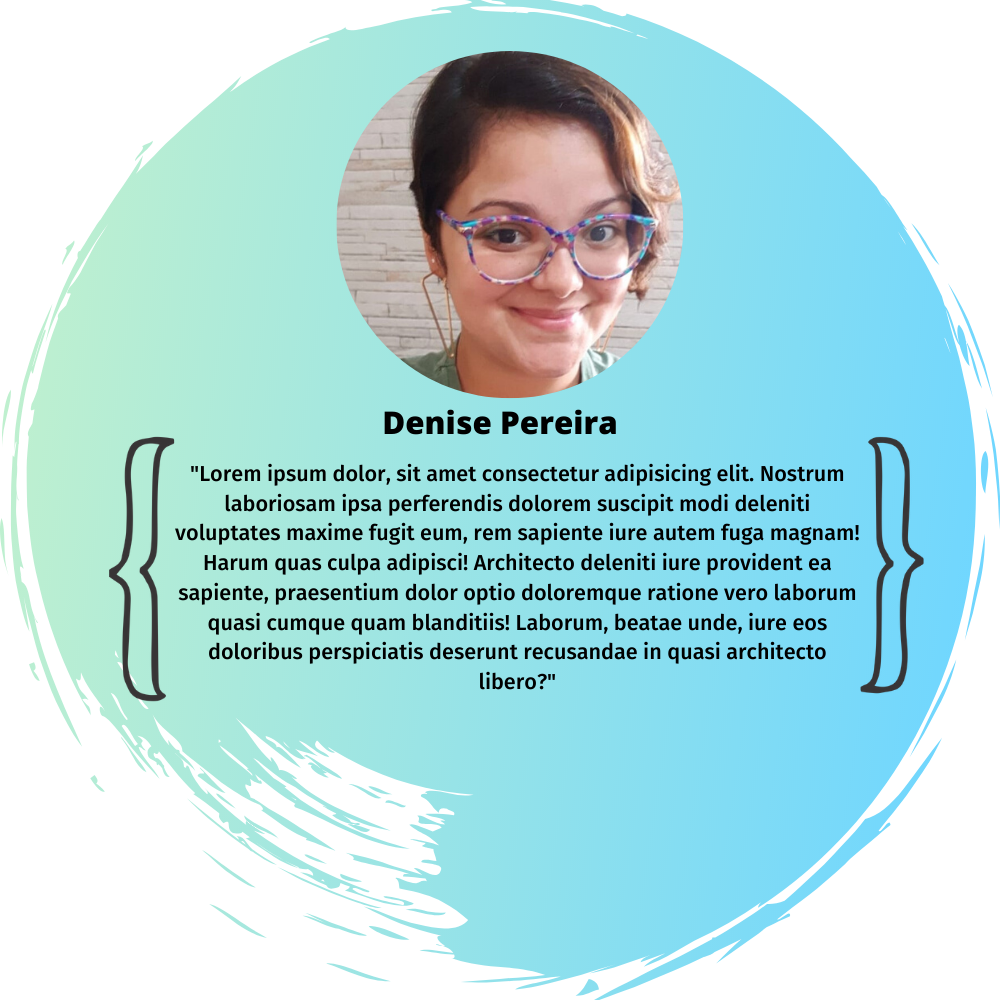 Denise Pereira
"Lorem ipsum dolor, sit amet consectetur adipisicing elit. Nostrum
laboriosam ipsa perferendis dolorem suscipit modi deleniti
voluptates maxime fugit eum, rem sapiente iure autem fuga magnam!
Harum quas culpa adipisci! Architecto deleniti iure provident ea
sapiente, praesentium dolor optio doloremque ratione vero laborum
quasi cumque quam blanditiis! Laborum, beatae unde, iure eos
doloribus perspiciatis deserunt recusandae in quasi architecto
libero?"